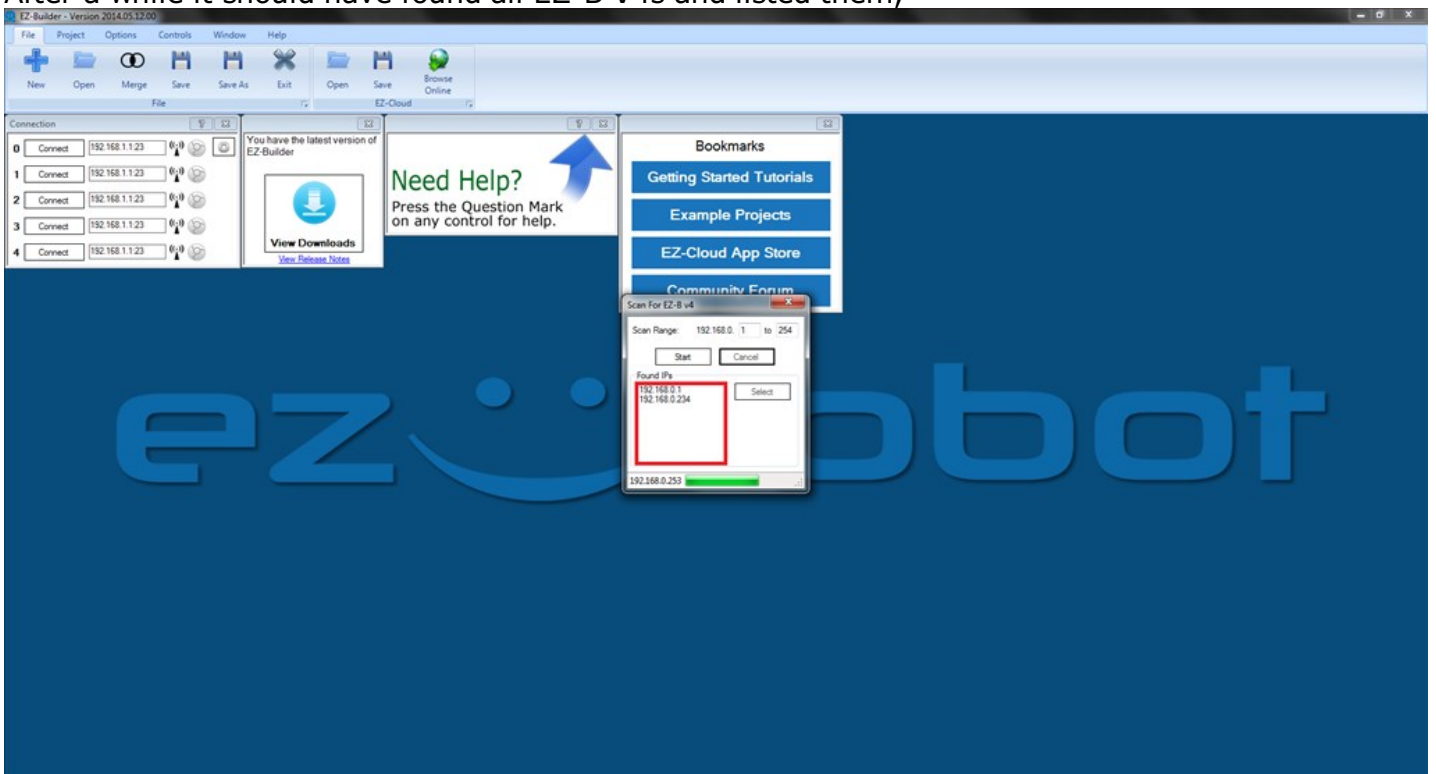 After a while it should have found all EZ-B v4s and listed them;
EZ-Builder - Version 2014.05.12.00
File Project Options Controls Window Help
New Open Merge Save Save As Exit Open Save Browse Online
File EZ-Cloud
Connection
0 Connect 192.168.1.1:23
1 Connect 192.168.1.1:23
2 Connect 192.168.1.1:23
3 Connect 192.168.1.1:23
4 Connect 192.168.1.1:23
You have the latest version of
EZ-Builder
View Downloads
View Release Notes
Need Help?
Press the Question Mark
on any control for help.
Bookmarks
Getting Started Tutorials
Example Projects
EZ-Cloud App Store
Community Forum
Scan For EZ-B v4
Scan Range: 192.168.0. 1 to 254
Start Cancel
Found IPs
192.168.0.1
192.168.0.234
Select
192.168.0.253
ez obot